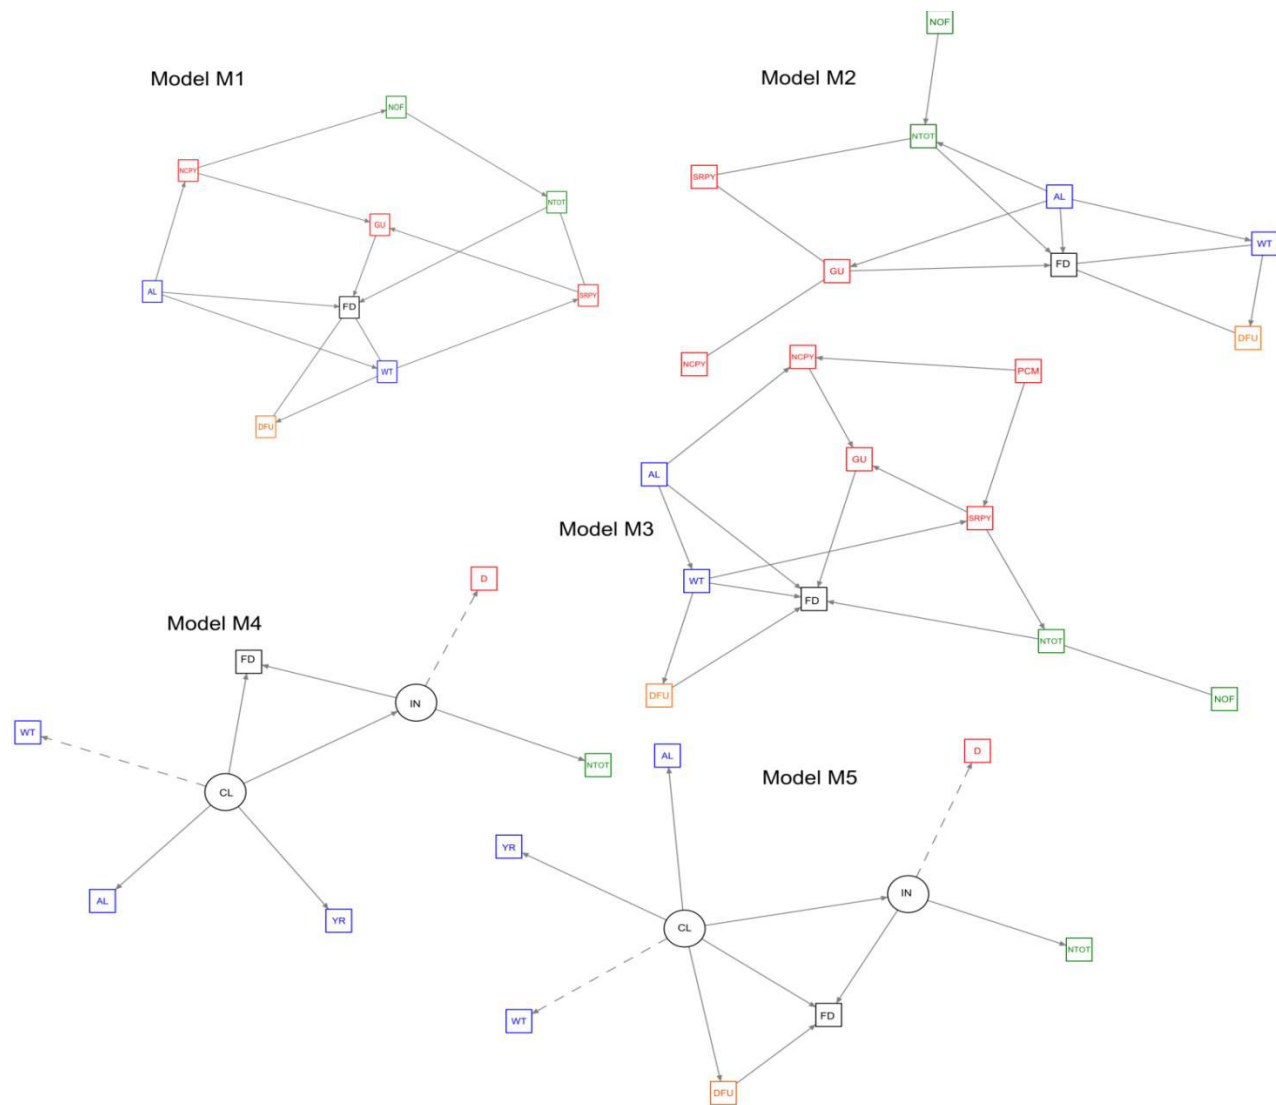 Model M1
NOF
NCPY
NTOT
GU
AL
SRPY
FD
WT
DFU
Model M2
NOF
NTOT
SRPY
AL
WT
FD
GU
DFU
NCPY
Model M3
NCPY
PCM
GU
AL
SRPY
WT
FD
NTOT
DFU
NOF
Model M4
D
FD
IN
WT
NTOT
CL
AL
YR
Model M5
D
AL
YR
IN
CL
NTOT
FD
WT
DFU